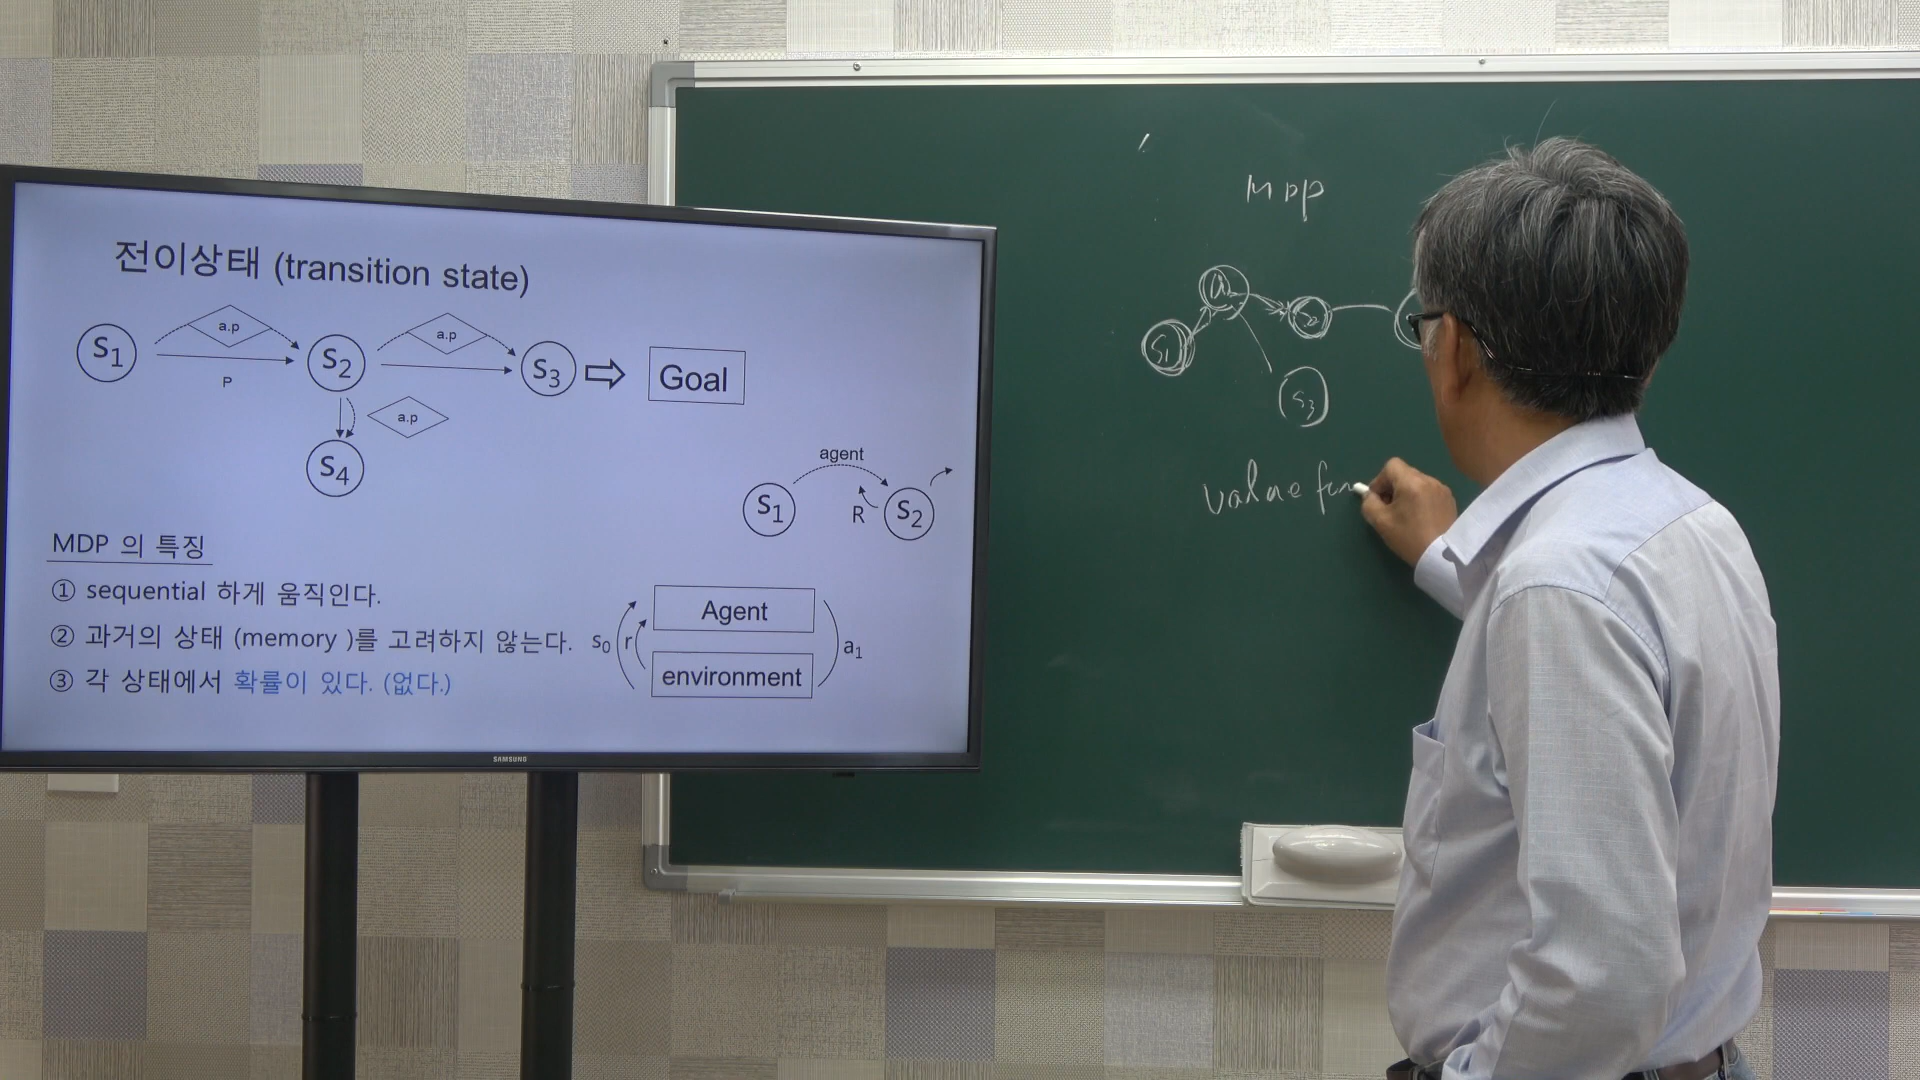 전이상태 (transition state)
a.p
a.p
S1
S2
S3
Goal
P
a.p
S4
agent
S1
R
S2
MDP 의 특징
① sequential 하게 움직인다.
② 과거의 상태 (memory )를 고려하지 않는다.
③ 각 상태에서 확률이 있다. (없다.)
Agent
s0
r
a1
environment
SAMSUNG
MDP
S1
S2
S3
value fun